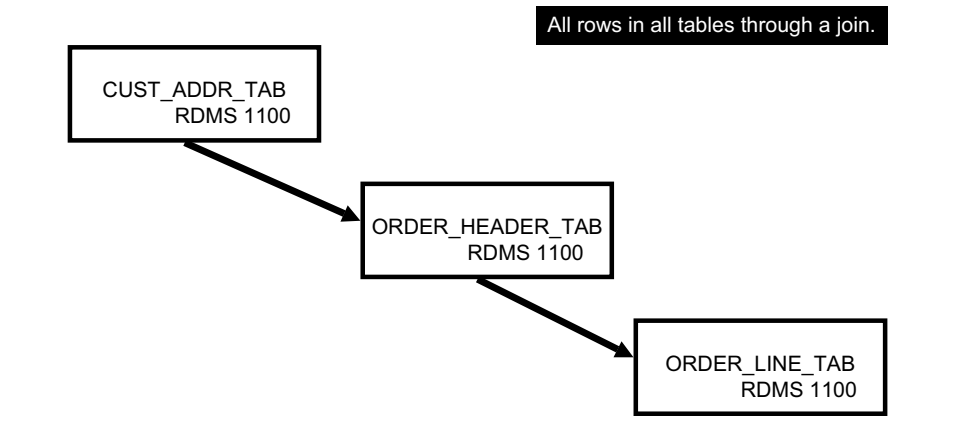 All rows in all tables through a join.
CUST_ADDR_TAB
RDMS 1100
ORDER_HEADER_TAB
RDMS 1100
ORDER_LINE_TAB
RDMS 1100